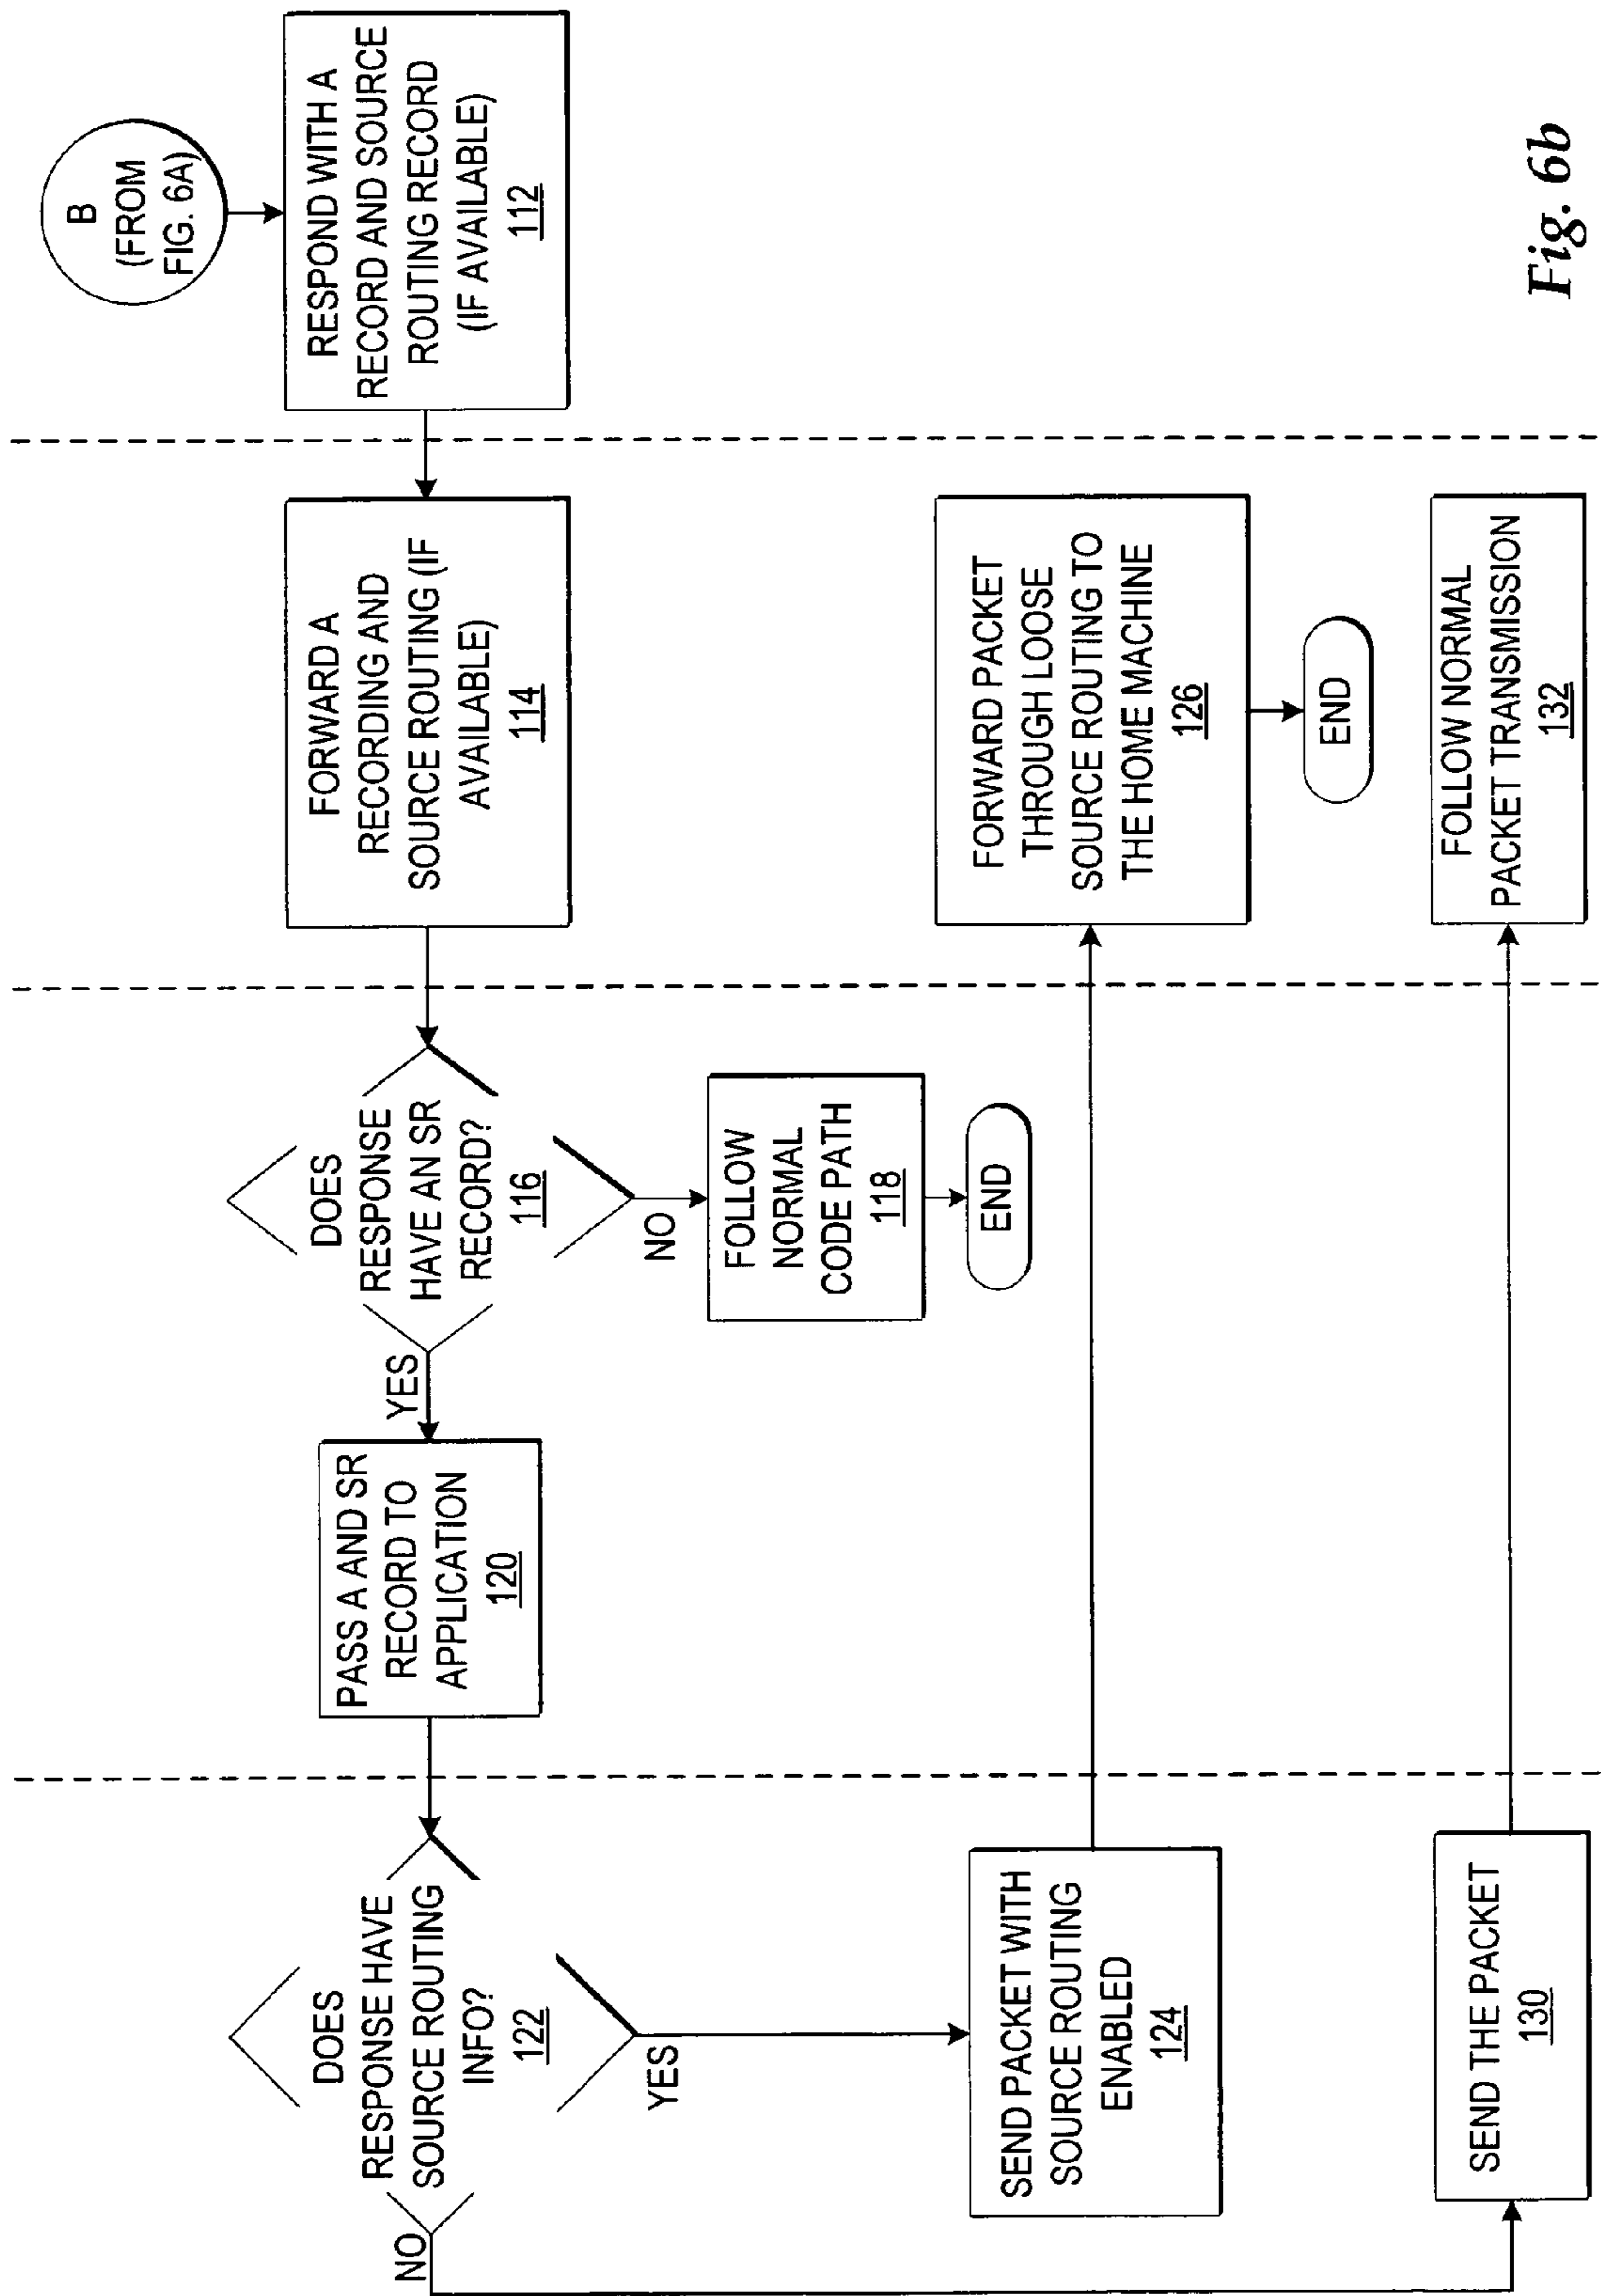 B
(FROM
FIG. 6A)
RESPOND WITH A
RECORD AND SOURCE
ROUTING RECORD
(IF AVAILABLE)
112
FORWARD A
RECORDING AND
SOURCE ROUTING (IF
AVAILABLE)
114
DOES
RESPONSE
HAVE AN SR
RECORD?
116
NO
FOLLOW
NORMAL
CODE PATH
118
END
YES
PASS A AND SR
RECORD TO
APPLICATION
120
DOES
RESPONSE HAVE
SOURCE ROUTING
INFO?
122
YES
SEND PACKET WITH
SOURCE ROUTING
ENABLED
124
FORWARD PACKET
THROUGH LOOSE
SOURCE ROUTING TO
THE HOME MACHINE
126
END
NO
SEND THE PACKET
130
FOLLOW NORMAL
PACKET TRANSMISSION
132
Fig. 6b